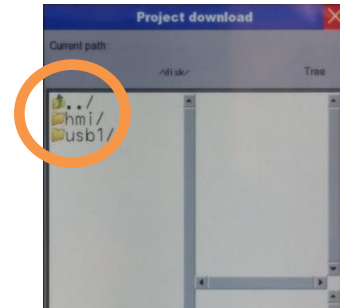 Project download
Current path:
/disk/ Tree
../
hmi/
usb1/